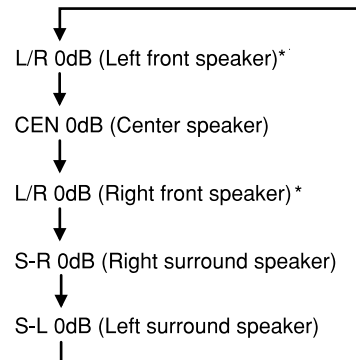 L/R 0dB (Left front speaker)*
CEN 0dB (Center speaker)
L/R 0dB (Right front speaker)*
S-R 0dB (Right surround speaker)
S-L 0dB (Left surround speaker)